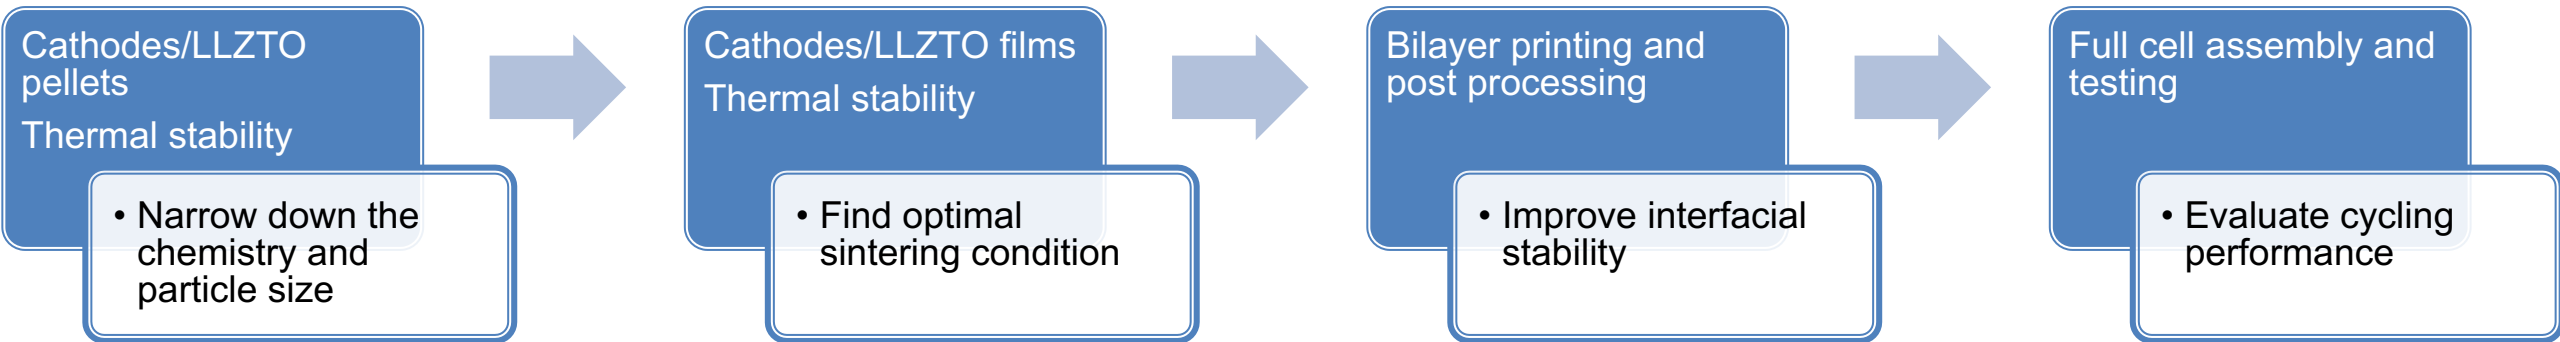 Cathodes/LLZTO
pellets
Thermal stability
• Narrow down the
chemistry and
particle size
Cathodes/LLZTO films
Thermal stability
• Find optimal
sintering condition
Bilayer printing and
post processing
• Improve interfacial
stability
Full cell assembly and
testing
• Evaluate cycling
performance